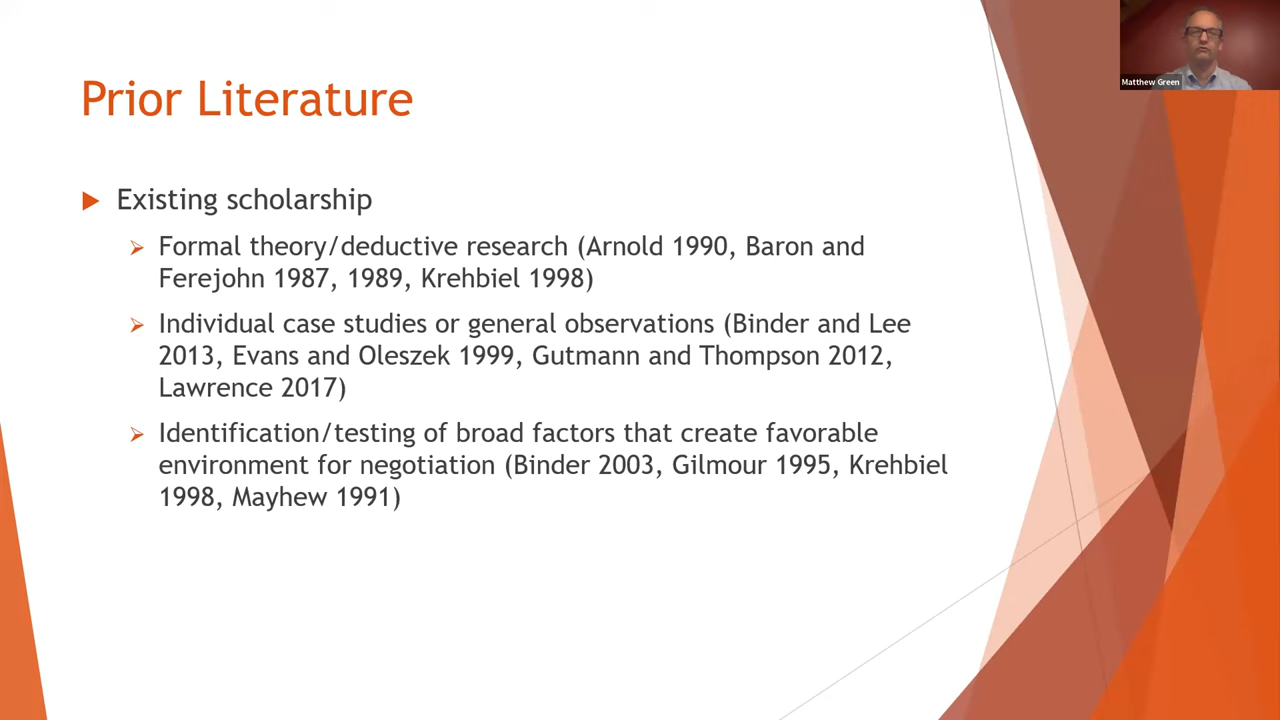 Prior Literature
Existing scholarship
Formal theory/deductive research (Arnold 1990, Baron and
Ferejohn 1987, 1989, Krehbiel 1998)
Individual case studies or general observations (Binder and Lee
2013, Evans and Oleszek 1999, Gutmann and Thompson 2012,
Lawrence 2017)
Identification/testing of broad factors that create favorable
environment for negotiation (Binder 2003, Gilmour 1995, Krehbiel
1998, Mayhew 1991)
Matthew Green